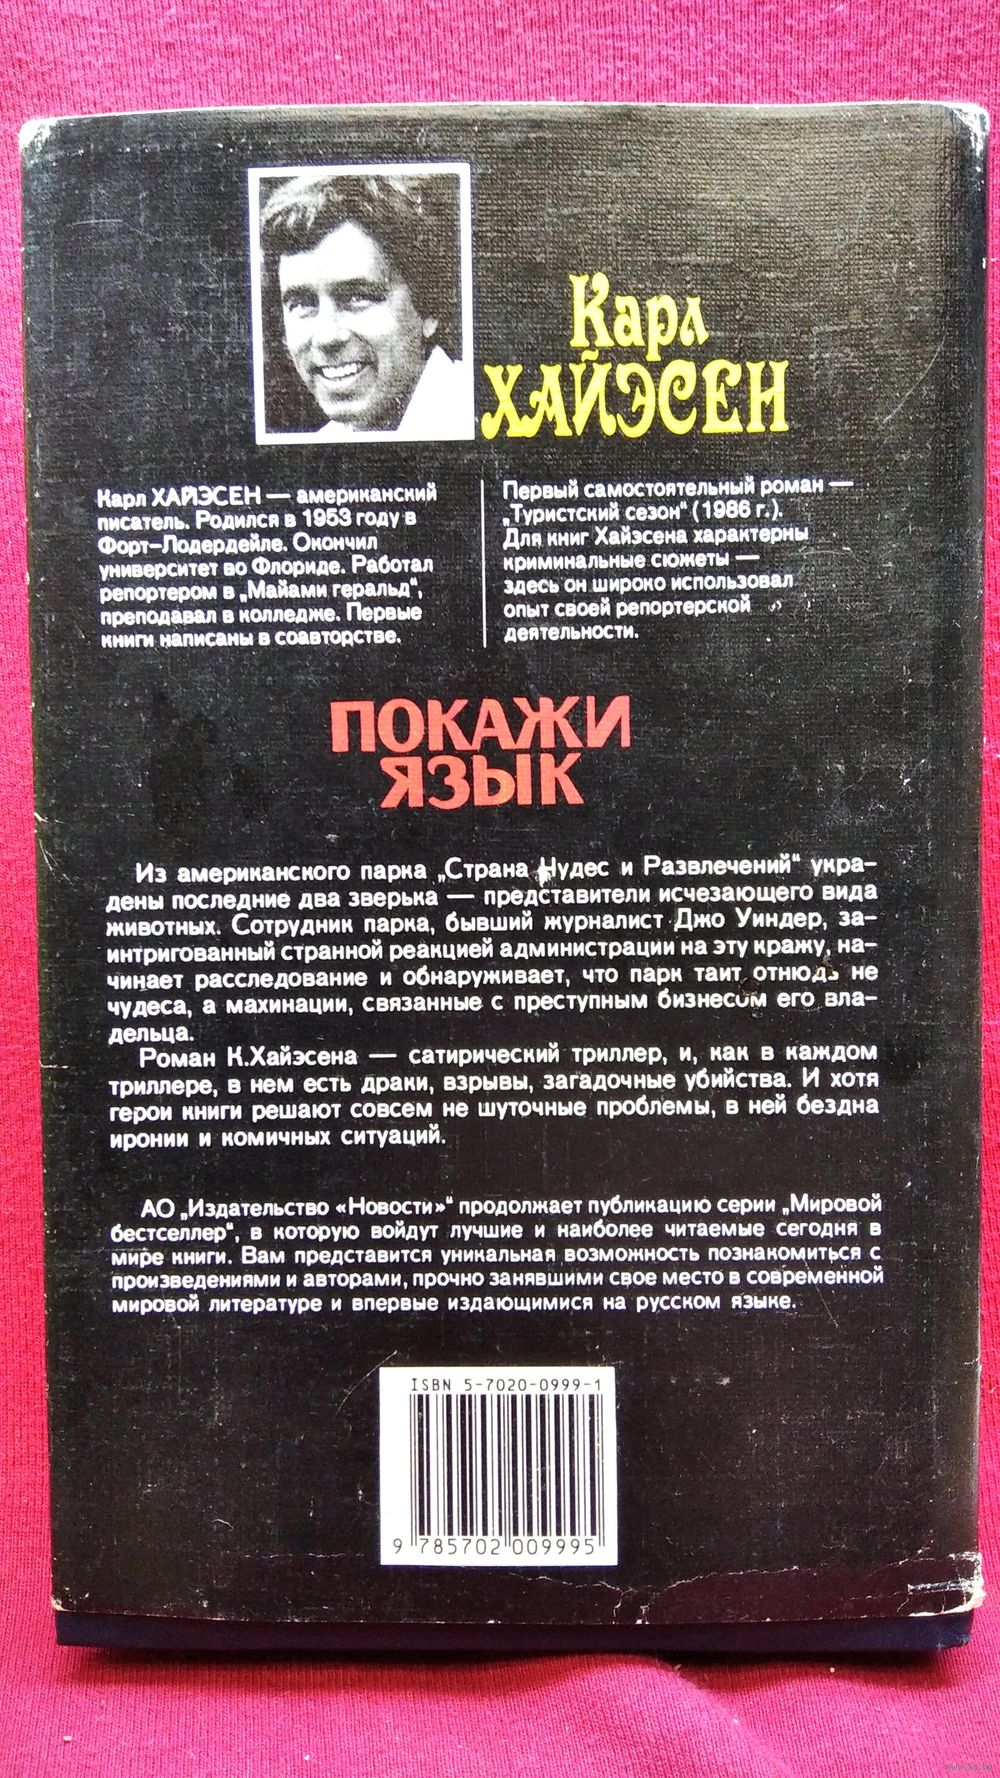 Карл
ХАЙЭСЕН
Карл ХАЙЭСЕН — американский
писатель. Родился в 1953 году в
Форт-Лодердейле. Окончил
университет во Флориде. Работал
репортером в „Майами геральд“,
преподавал в колледже. Первые
книги написаны в соавторстве.
Первый самостоятельный роман —
„Туристский сезон“ (1986 г.).
Для книг Хайэсена характерны
криминальные сюжеты —
здесь он широко использовал
опыт своей репортерской
деятельности.
ПОКАЖИ
ЯЗЫК
Из американского парка „Страна Чудес и Развлечений“ укра-
дены последние два зверька — представители исчезающего вида
животных. Сотрудник парка, бывший журналист Джо Уиндер, за-
интригованный странной реакцией администрации на эту кражу, на-
чинает расследование и обнаруживает, что парк таит отнюдь не
чудеса, а махинации, связанные с преступным бизнесом его вла-
дельца.
Роман К.Хайэсена — сатирический триллер, и, как в каждом
триллере, в нем есть драки, взрывы, загадочные убийства. И хотя
герои книги решают совсем не шуточные проблемы, в ней бездна
иронии и комичных ситуаций.
АО „Издательство «Новости»“ продолжает публикацию серии „Мировой
бестселлер“, в которую войдут лучшие и наиболее читаемые сегодня в
мире книги. Вам представится уникальная возможность познакомиться с
произведениями и авторами, прочно занявшими свое место в современной
мировой литературе и впервые издающимися на русском языке.
ISBN 5-7020-0999-1
9 785702 009995